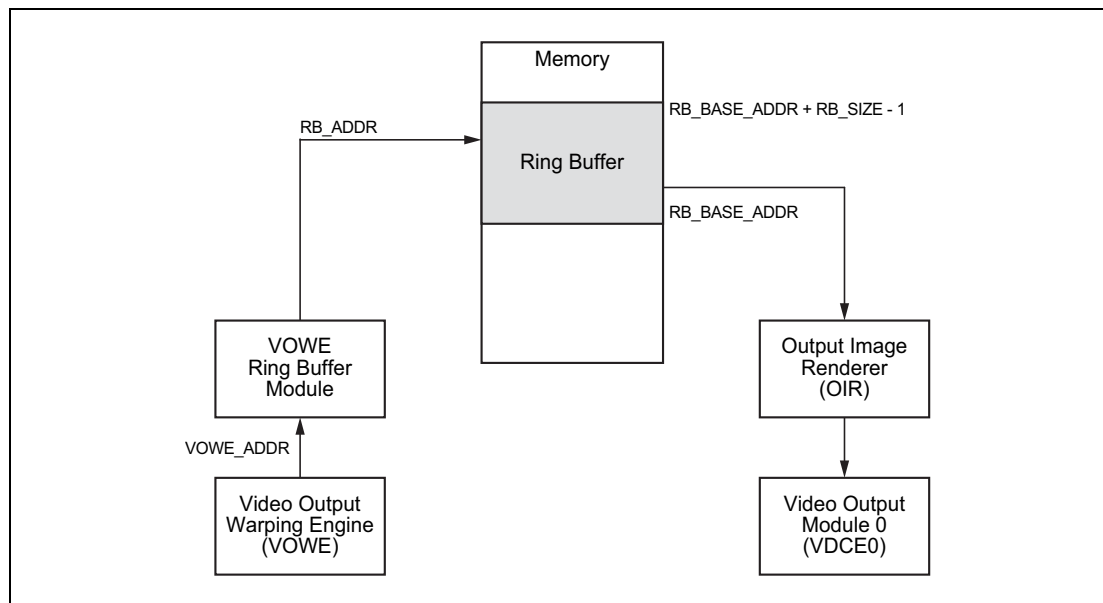 Memory
RB_BASE_ADDR + RB_SIZE - 1
RB_ADDR
Ring Buffer
RB_BASE_ADDR
VOWE
Ring Buffer
Module
Output Image
Renderer
(OIR)
VOWE_ADDR
Video Output
Warping Engine
(VOWE)
Video Output
Module 0
(VDCE0)